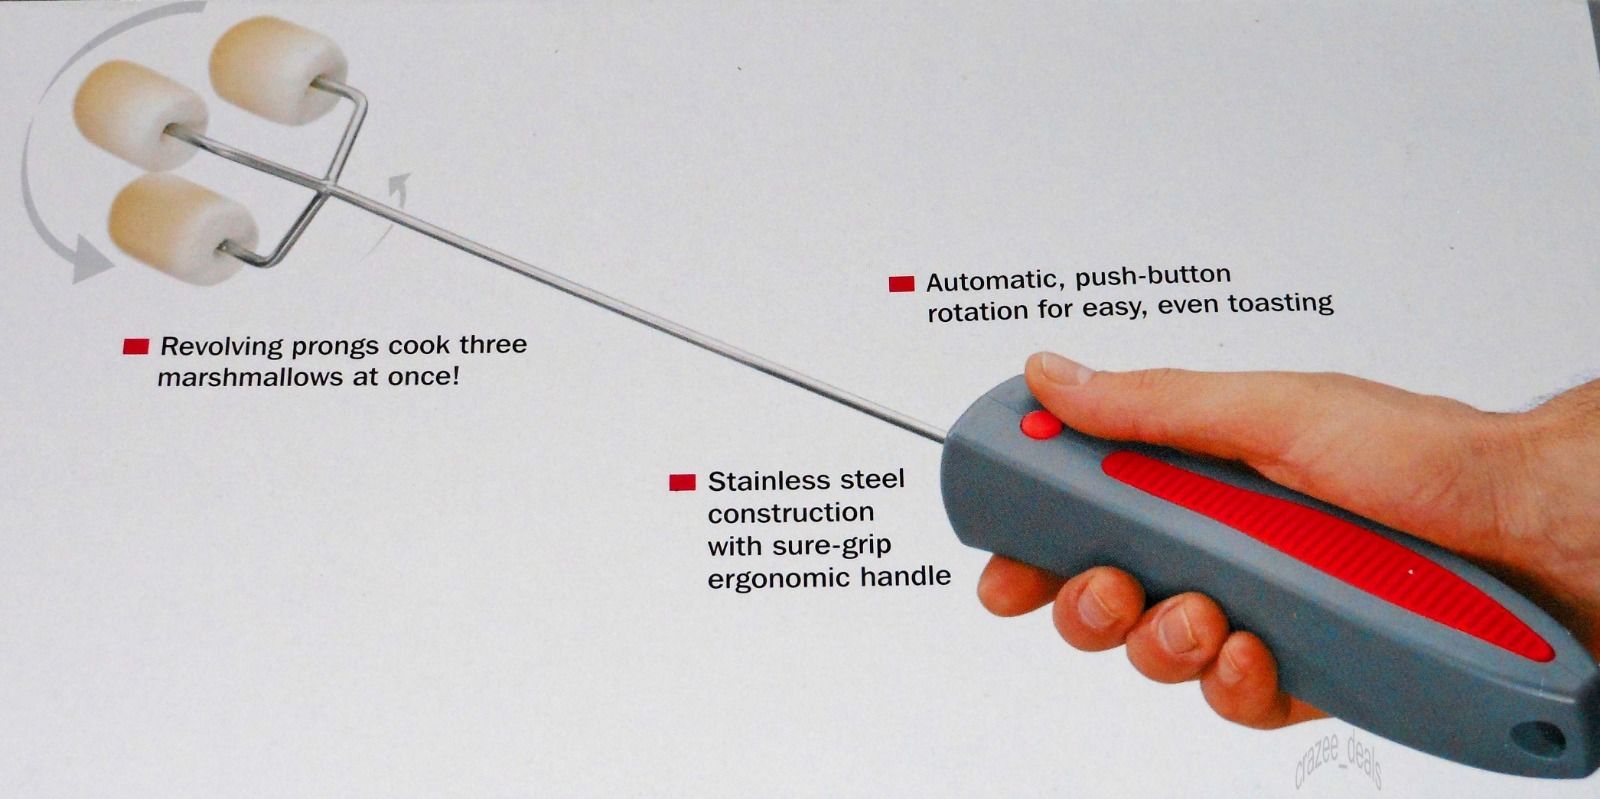 Automatic, push-button
rotation for easy, even toasting
Revolving prongs cook three
marshmallows at once!
Stainless steel
construction
with sure-grip
ergonomic handle
crazee_deals